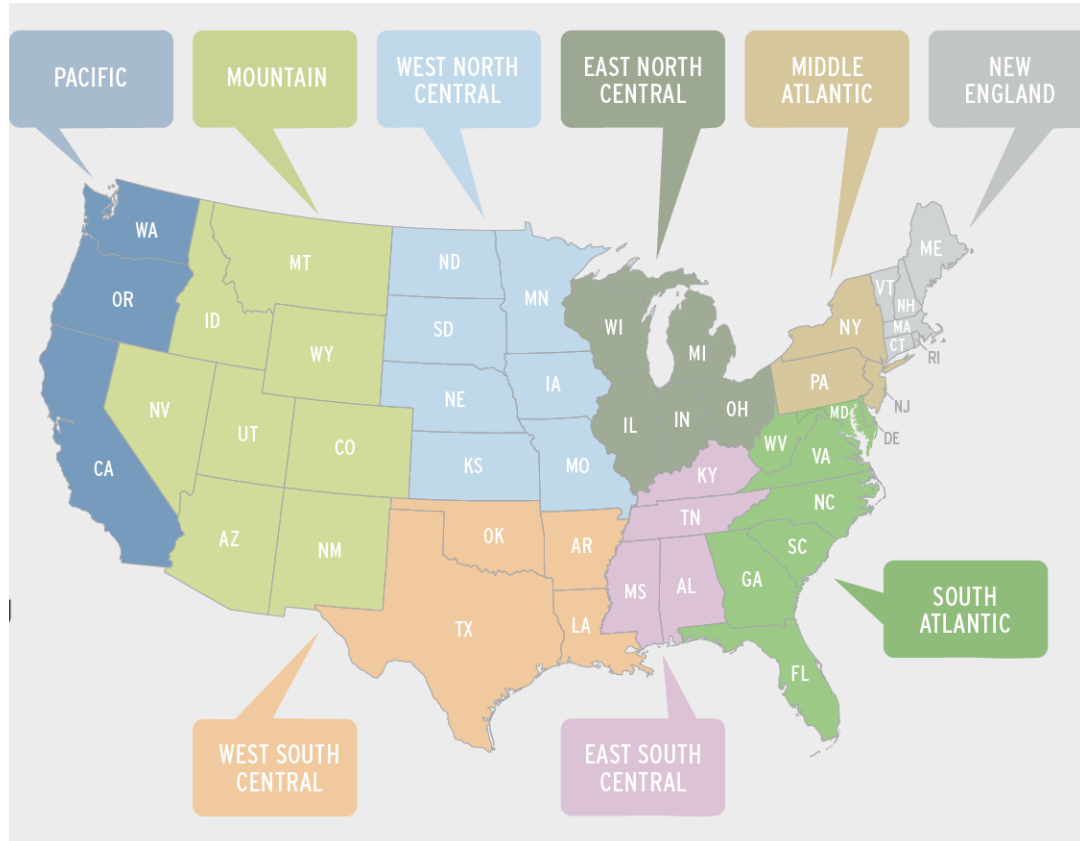 PACIFIC
MOUNTAIN
WEST NORTH
CENTRAL
EAST NORTH
CENTRAL
MIDDLE
ATLANTIC
NEW
ENGLAND
WA
OR
CA
MT
ID
WY
NV
UT
CO
AZ
NM
ND
SD
NE
KS
MN
IA
MO
WI
MI
IL
IN
OH
NY
PA
NJ
ME
VT
NH
MA
CT
RI
MD
DE
WV
VA
NC
SC
GA
FL
KY
TN
MS
AL
OK
AR
TX
LA
SOUTH
ATLANTIC
WEST SOUTH
CENTRAL
EAST SOUTH
CENTRAL